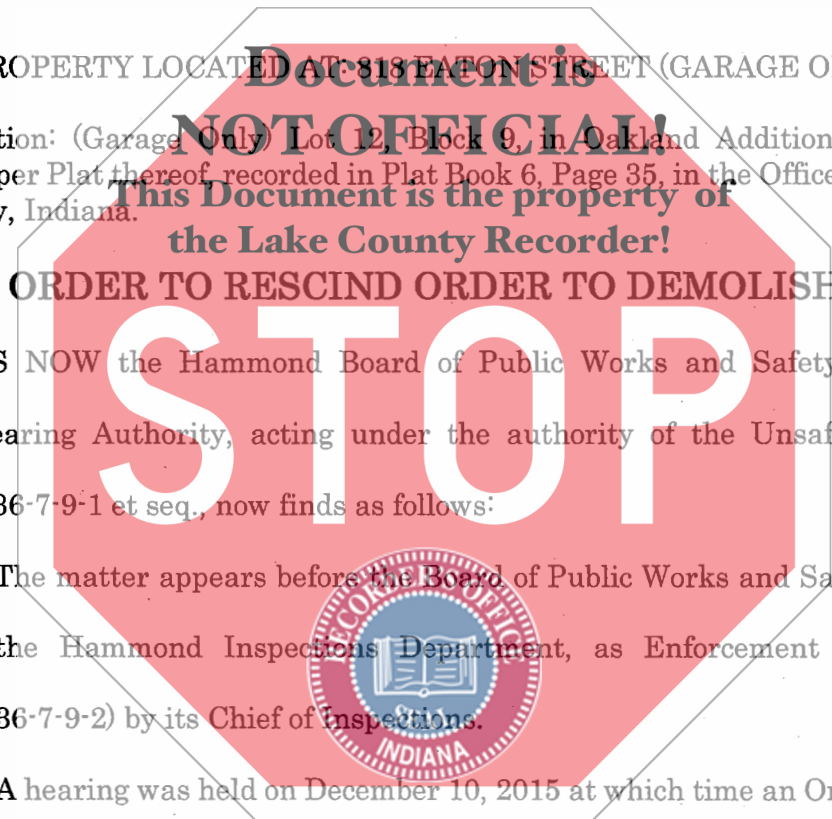 ROPERTY LOCATED AT: 818 EATON STREET (GARAGE O
Document is
tion: (Garage Only) Lot 12, Block 9, in Oakland Addition
NOT OFFICIAL!
per Plat thereof, recorded in Plat Book 6, Page 35, in the Office
This Document is the property of
y, Indiana.
the Lake County Recorder!
ORDER TO RESCIND ORDER TO DEMOLISH
STOP
S NOW the Hammond Board of Public Works and Safety
earing Authority, acting under the authority of the Unsaf
36-7-9-1 et seq., now finds as follows:
The matter appears before the Board of Public Works and Sa
the Hammond Inspections Department, as Enforcement
36-7-9-2) by its Chief of Inspections.
RECORDER'S OFFICE
SEAL
INDIANA
A hearing was held on December 10, 2015 at which time an Or